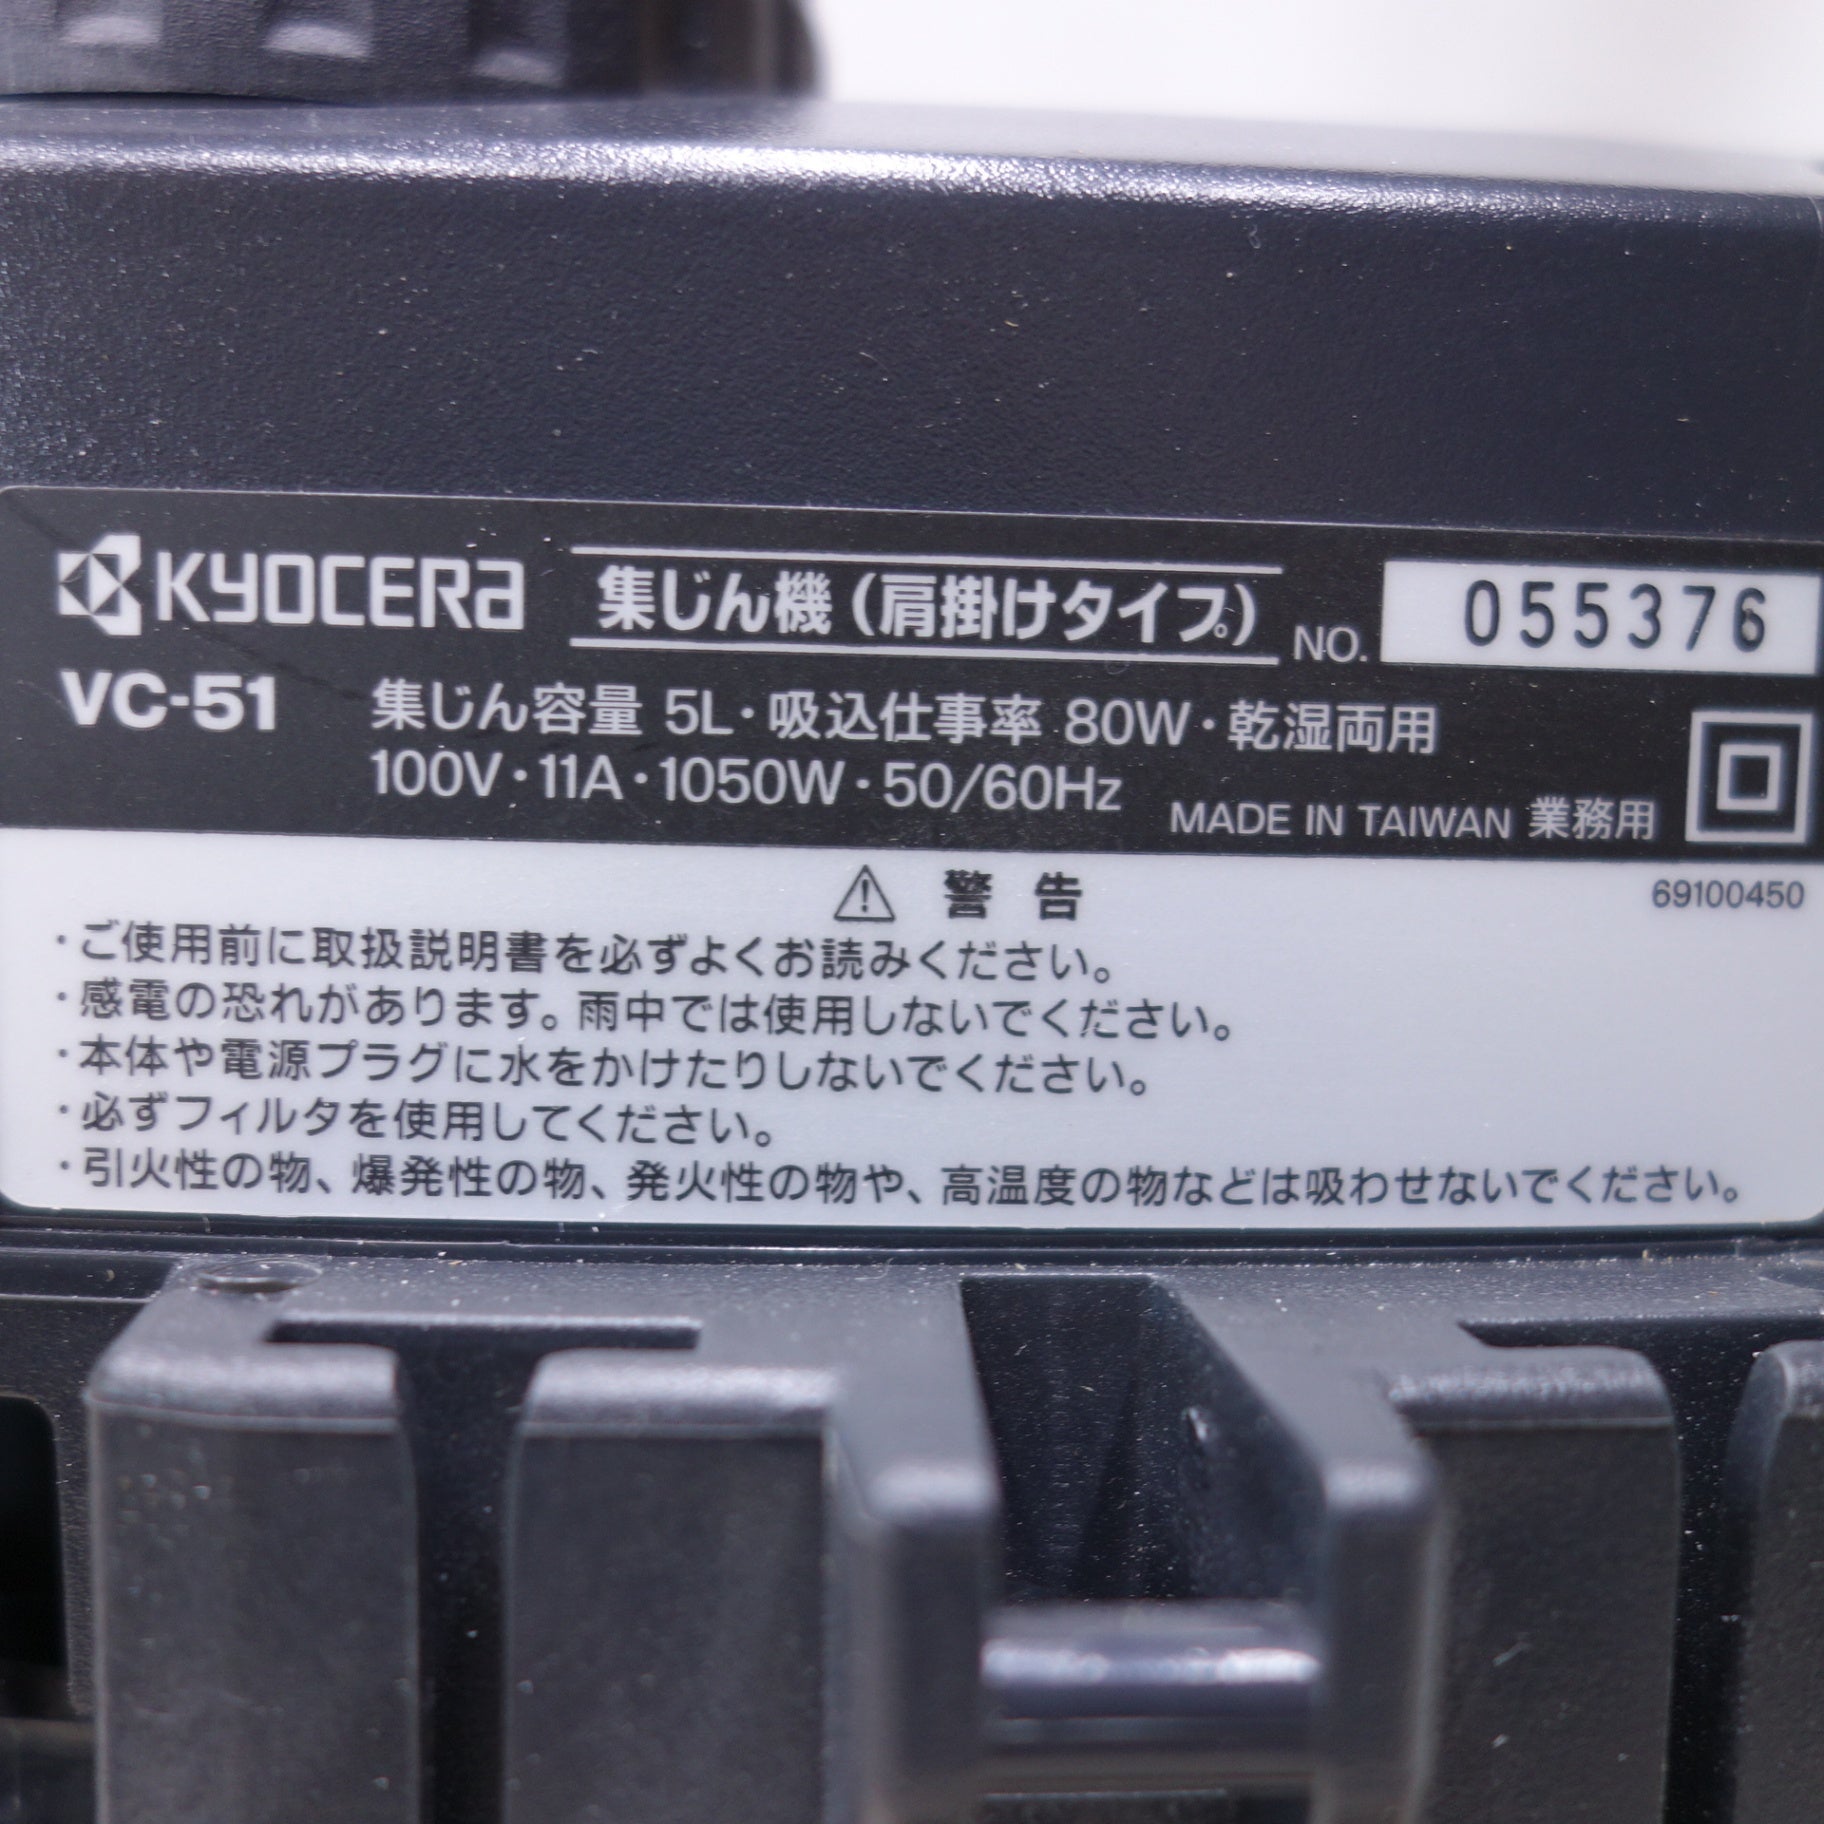 KYOCERA 集じん機（肩掛けタイプ） NO. 055376
VC-51 集じん容量 5L・吸込仕事率 80W・乾湿両用
100V・11A・1050W・50/60Hz
MADE IN TAIWAN 業務用
⚠ 警告
69100450
・ご使用前に取扱説明書を必ずよくお読みください。
・感電の恐れがあります。雨中では使用しないでください。
・本体や電源プラグに水をかけたりしないでください。
・必ずフィルタを使用してください。
・引火性の物、爆発性の物、発火性の物や、高温度の物などは吸わせないでください。